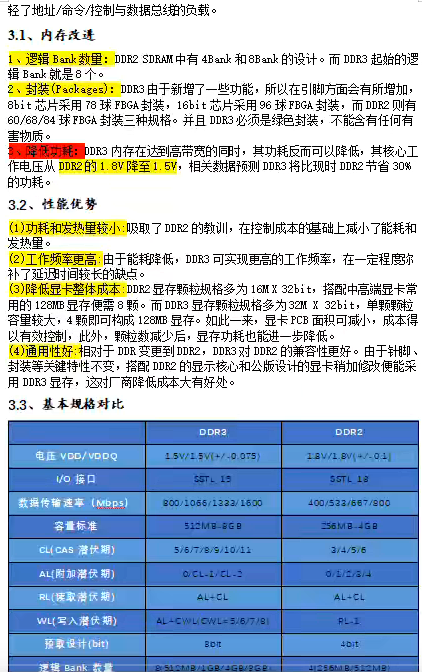 轻了地址/命令/控制与数据总线的负载。
3.1、内存改进
1、逻辑 Bank 数量：DDR2 SDRAM 中有 4Bank 和 8Bank 的设计。而 DDR3 起始的逻
辑 Bank 就是 8 个。
2、封装(Packages)：DDR3 由于新增了一些功能，所以在引脚方面会有所增加，
8bit 芯片采用 78 球 FBGA 封装，16bit 芯片采用 96 球 FBGA 封装，而 DDR2 则有
60/68/84 球 FBGA 封装三种规格。并且 DDR3 必须是绿色封装，不能含有任何有
害物质。
3、降低功耗：DDR3 内存在达到高带宽的同时，其功耗反而可以降低，其核心工
作电压从 DDR2 的 1.8V 降至 1.5V，相关数据预测 DDR3 将比现时 DDR2 节省 30%
的功耗。
3.2、性能优势
(1)功耗和发热量较小:吸取了 DDR2 的教训，在控制成本的基础上减小了能耗和
发热量。
(2)工作频率更高:由于能耗降低，DDR3 可实现更高的工作频率，在一定程度弥
补了延迟时间较长的缺点。
(3)降低显卡整体成本:DDR2 显存颗粒规格多为 16M X 32bit，搭配中高端显卡常
用的 128MB 显存便需 8 颗。而 DDR3 显存颗粒规格多为 32M X 32bit，单颗颗粒
容量较大，4 颗即可构成 128MB 显存。如此一来，显卡 PCB 面积可减小，成本得
以有效控制，此外，颗粒数减少后，显存功耗也能进一步降低。
(4)通用性好:相对于 DDR 变更到 DDR2，DDR3 对 DDR2 的兼容性更好。由于针脚、
封装等关键特性不变，搭配 DDR2 的显示核心和公版设计的显卡稍加修改便能采
用 DDR3 显存，这对厂商降低成本大有好处。
3.3、基本规格对比
DDR3 DDR2
电压 VDD/VDDQ 1.5V/1.5V(+/-0.075) 1.8V/1.8V(+/-0.1)
I/O 接口 SSTL_15 SSTL_18
数据传输速率（Mbps） 800/1066/1333/1600 400/533/667/800
容量标准 512MB-8GB 256MB-4GB
CL(CAS 潜伏期) 5/6/7/8/9/10/11 3/4/5/6
AL(附加潜伏期) 0/CL-1/CL-2 0/1/2/3/4
RL(读取潜伏期) AL+CL AL+CL
WL(写入潜伏期) AL+CWL(CWL=5/6/7/8) RL-1
预取设计(bit) 8bit 4bit
逻辑 Bank 数量 8(512MB/1GB/4GB/8GB) 4(256MB/512MB)